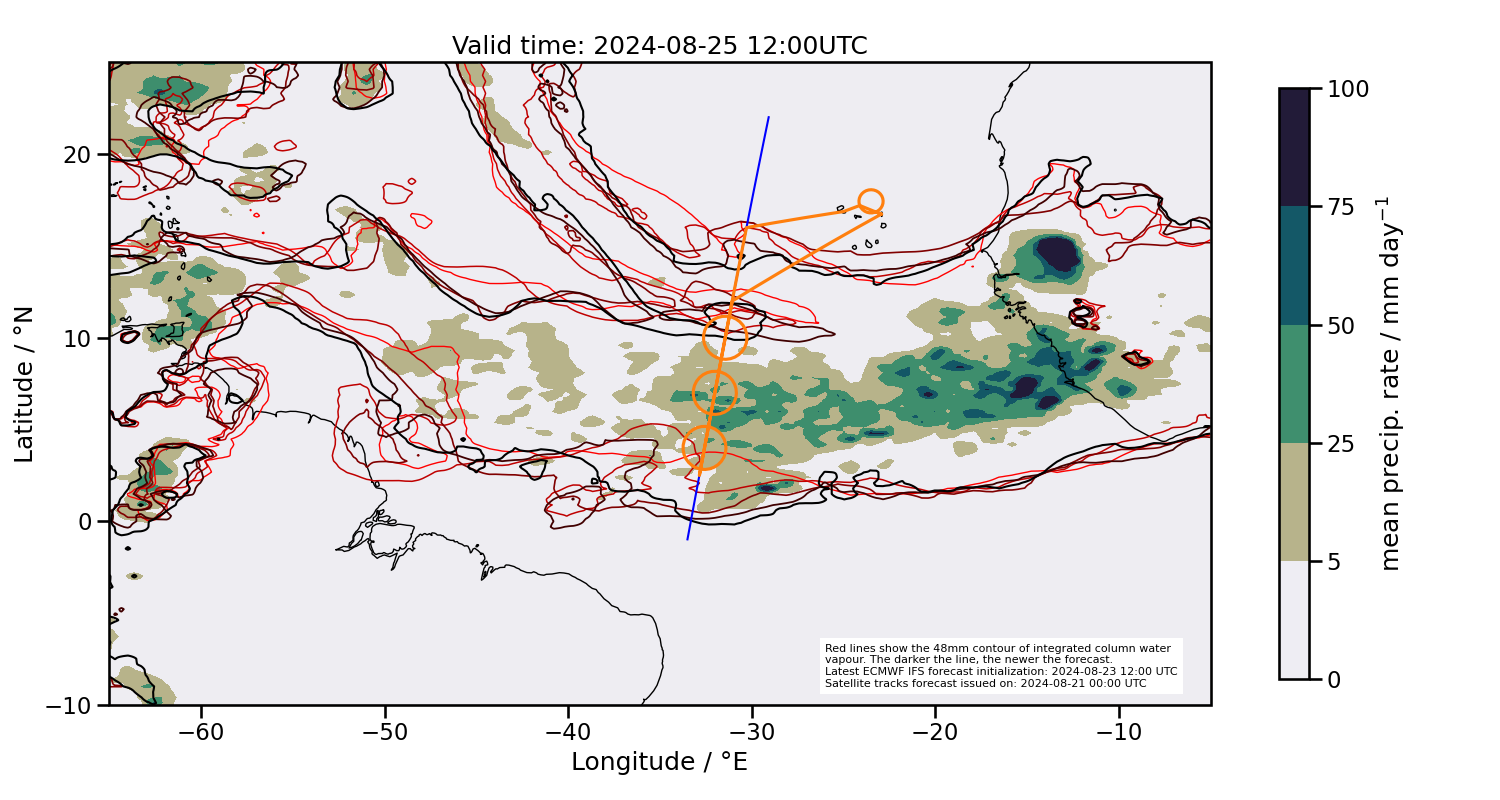 Valid time: 2024-08-25 12:00UTC
20
10
0
−10
Latitude / °N
−60
−50
−40
−30
−20
−10
Longitude / °E
Red lines show the 48mm contour of integrated column water
vapour. The darker the line, the newer the forecast.
Latest ECMWF IFS forecast initialization: 2024-08-23 12:00 UTC
Satellite tracks forecast issued on: 2024-08-21 00:00 UTC
100
75
50
25
5
0
mean precip. rate / mm day⁻¹